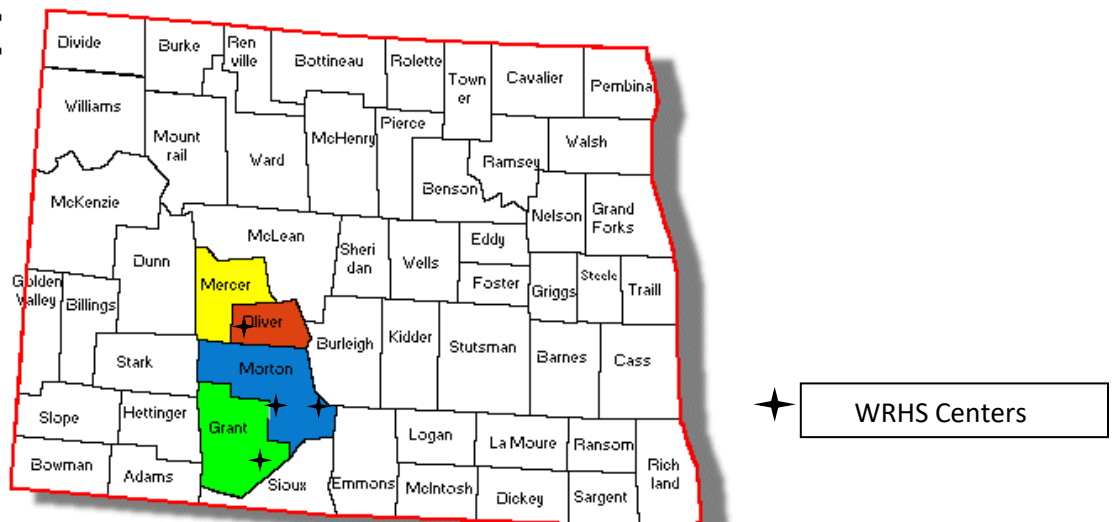 Divide
Burke
Ren
ville
Bottineau
Rolette
Town
er
Cavalier
Pembina
Williams
Mount
rail
Ward
McHenry
Pierce
Benson
Ramsey
Walsh
McKenzie
Dunn
McLean
Sheri
dan
Wells
Eddy
Foster
Nelson
Grand
Forks
Golden
Valley
Billings
Mercer
Oliver
Griggs
Steele
Traill
Stark
Morton
Burleigh
Kidder
Stutsman
Barnes
Cass
Slope
Hettinger
Grant
Logan
La Moure
Ransom
Rich
land
Bowman
Adams
Sioux
Emmons
McIntosh
Dickey
Sargent
WRHS Centers